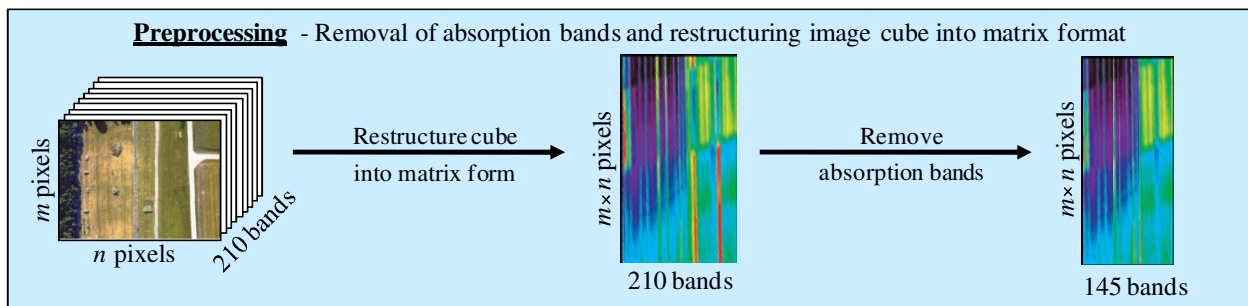 Preprocessing - Removal of absorption bands and restructuring image cube into matrix format
m pixels
n pixels
210 bands
Restructure cube
into matrix form
m × n pixels
210 bands
Remove
absorption bands
m × n pixels
145 bands